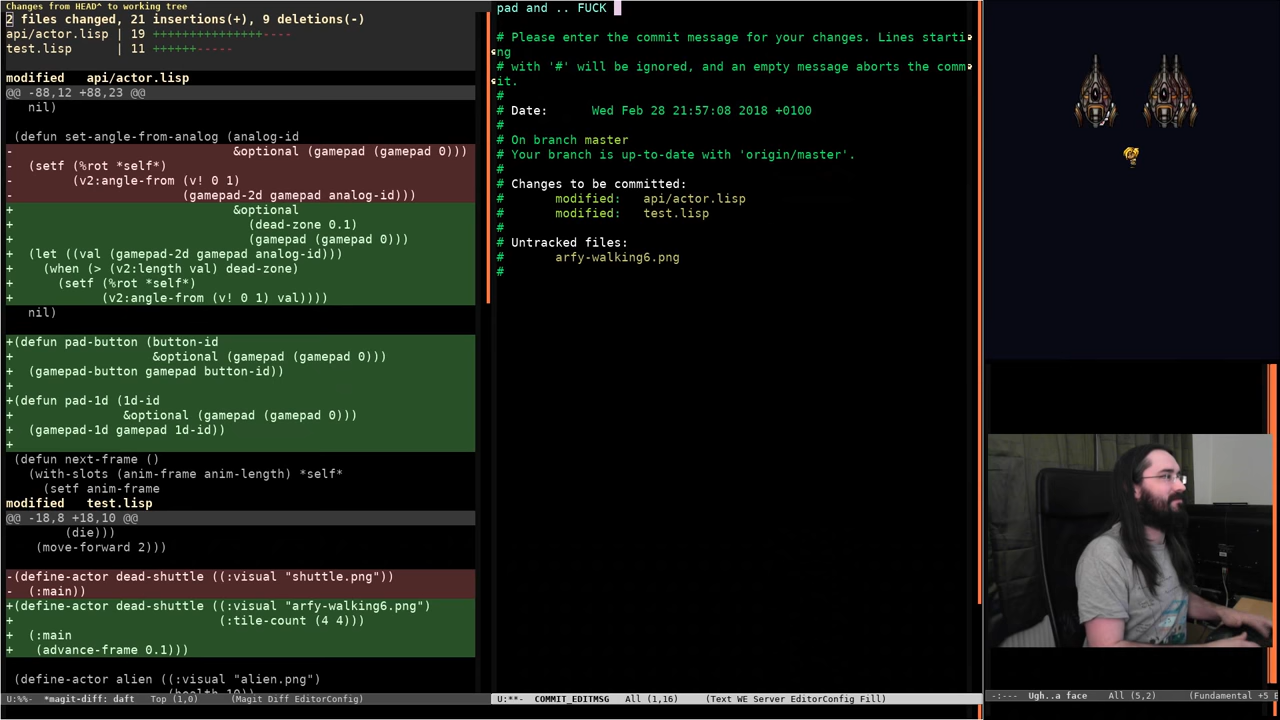 Changes from HEAD^ to working tree
2 files changed, 21 insertions(+), 9 deletions(-)
api/actor.lisp | 19 +++++++++++++++----
test.lisp      | 11 ++++++-----
modified   api/actor.lisp
@@ -88,12 +88,23 @@
   nil)
 (defun set-angle-from-analog (analog-id
-                              &optional (gamepad (gamepad 0)))
-  (setf (%rot *self*)
-        (v2:angle-from (v! 0 1)
-                       (gamepad-2d gamepad analog-id)))
+                              &optional
+                                (dead-zone 0.1)
+                                (gamepad (gamepad 0)))
+  (let ((val (gamepad-2d gamepad analog-id)))
+    (when (> (v2:length val) dead-zone)
+      (setf (%rot *self*)
+            (v2:angle-from (v! 0 1) val))))
   nil)
+(defun pad-button (button-id
+                   &optional (gamepad (gamepad 0)))
+  (gamepad-button gamepad button-id))
+
+(defun pad-1d (1d-id
+               &optional (gamepad (gamepad 0)))
+  (gamepad-1d gamepad 1d-id))
+
 (defun next-frame ()
   (with-slots (anim-frame anim-length) *self*
     (setf anim-frame
modified   test.lisp
@@ -18,8 +18,10 @@
        (die)))
    (move-forward 2)))
-(define-actor dead-shuttle ((:visual "shuttle.png"))
-  (:main))
+(define-actor dead-shuttle ((:visual "arfy-walking6.png")
+                            (:tile-count (4 4)))
+  (:main
+   (advance-frame 0.1)))
 (define-actor alien ((:visual "alien.png")
                      (health 10))
U:%%-  *magit-diff: daft   Top (1,0)      (Magit Diff EditorConfig)
pad and .. FUCK
# Please enter the commit message for your changes. Lines starti
ng
# with '#' will be ignored, and an empty message aborts the comm
it.
#
# Date:      Wed Feb 28 21:57:08 2018 +0100
#
# On branch master
# Your branch is up-to-date with 'origin/master'.
#
# Changes to be committed:
#       modified:   api/actor.lisp
#       modified:   test.lisp
#
# Untracked files:
#       arfy-walking6.png
#
U:**-  COMMIT_EDITMSG   All (1,16)     (Text WE Server EditorConfig Fill)
-:---  Ugh..a face    All (5,2)      (Fundamental +5 E